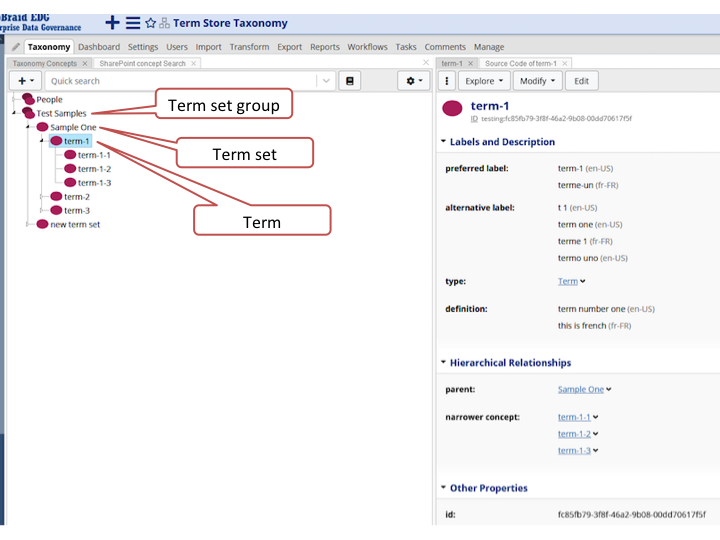 Braid EDG
rprise Data Governance
Term Store Taxonomy
Taxonomy Dashboard Settings Users Import Transform Export Reports Workflows Tasks Comments Manage
Taxonomy Concepts × SharePoint concept Search ×
Quick search
People
Test Samples
Sample One
term-1
term-1-1
term-1-2
term-1-3
term-2
term-3
new term set
Term set group
Term set
Term
term-1 × Source Code of term-1 ×
Explore Modify Edit
term-1
ID testing:fc85fb79-3f8f-46a2-9b08-00dd70617f5f
Labels and Description
preferred label: term-1 (en-US)
terme-un (fr-FR)
alternative label: t 1 (en-US)
term one (en-US)
terme 1 (fr-FR)
termo uno (en-US)
type: Term
definition: term number one (en-US)
this is french (fr-FR)
Hierarchical Relationships
parent: Sample One
narrower concept: term-1-1
term-1-2
term-1-3
Other Properties
id: fc85fb79-3f8f-46a2-9b08-00dd70617f5f